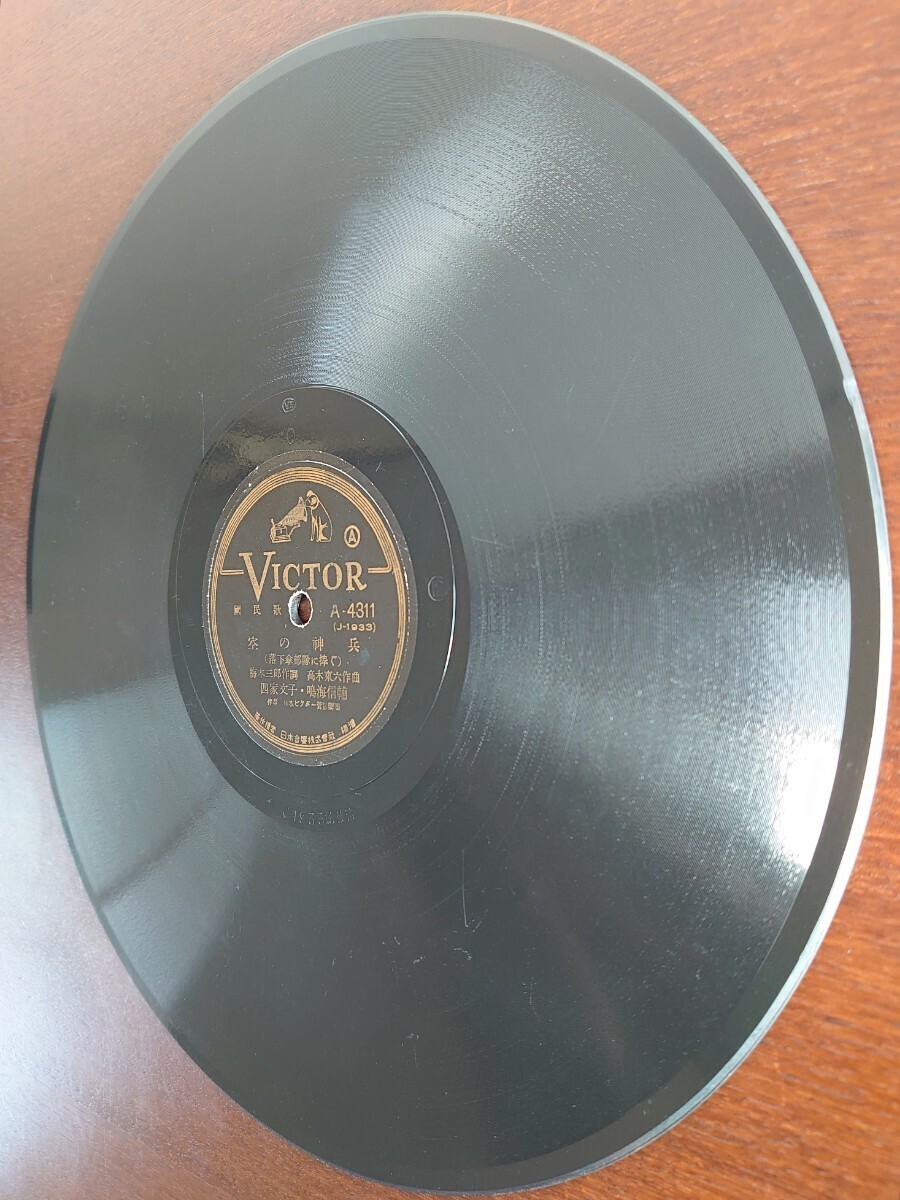 Ⓐ
VICTOR
國民歌 A-4311
(J-1933)
空の神兵
(落下傘部隊に捧ぐ)
梅木三郎作詞 高木東六作曲
四家文子・鳴海信輔
日本音響株式會社